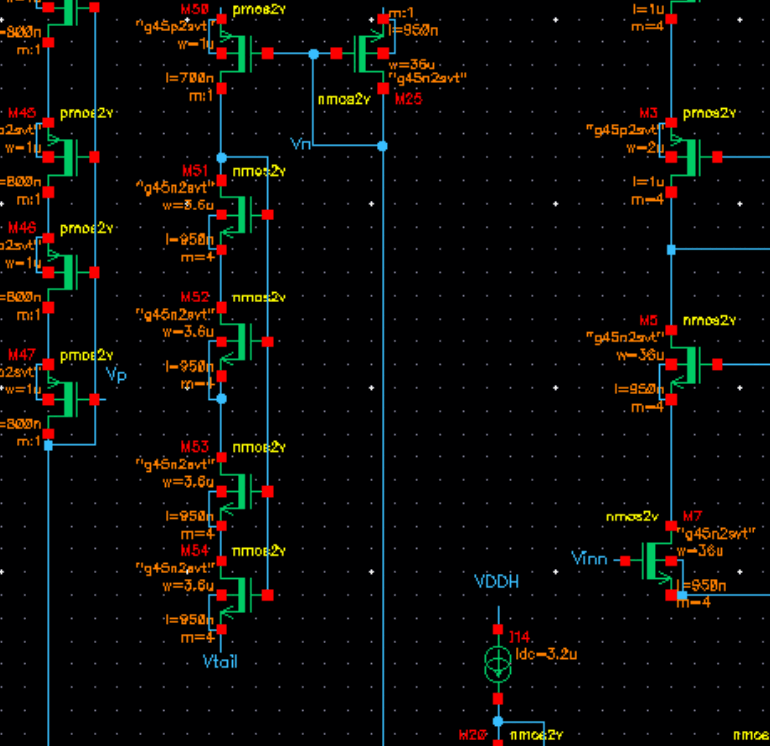 =800n
m:1
M45
pmos2v
p2svt"
w=1u
=800n
m:1
M46
pmos2v
p2svt"
w=1u
=800n
m:1
M47
pmos2v
p2svt"
w=1u
=800n
m:1
Vp
M50
pmos2v
"g45p2svt"
w=1u
l=700n
m:1
M51
nmos2v
"g45n2svt"
w=3.6u
l=950n
m=4
M52
nmos2v
"g45n2svt"
w=3.6u
l=950n
m=4
M53
nmos2v
"g45n2svt"
w=3.6u
l=950n
m=4
M54
nmos2v
"g45n2svt"
w=3.6u
l=950n
m=4
Vtail
m:1
l=950n
w=36u
"g45n2svt"
nmos2v
M26
Vn
l=1u
m=4
M3
pmos2v
"g45p2svt"
w=2u
l=1u
m=4
M5
nmos2v
"g45n2svt"
w=36u
l=950n
m=4
nmos2v
M7
"g45n2svt"
w=36u
Vinn
l=950n
m=4
VDDH
I14
Idc=3.2u
M20
nmos2v
nmos